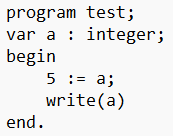 program test;
var a : integer;
begin
    5 := a;
    write(a)
end.